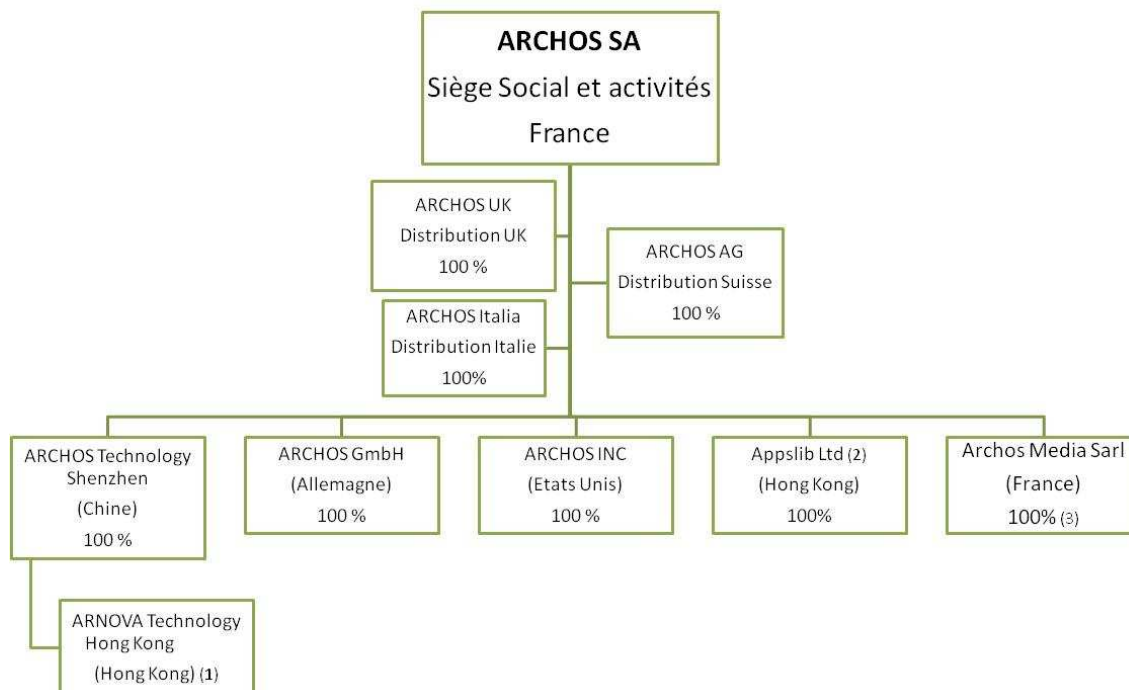 ARCHOS SA
Siège Social et activités
France
ARCHOS UK
Distribution UK
100 %
ARCHOS AG
Distribution Suisse
100 %
ARCHOS Italia
Distribution Italie
100%
ARCHOS Technology
Shenzhen
(Chine)
100 %
ARCHOS GmbH
(Allemagne)
100 %
ARCHOS INC
(Etats Unis)
100 %
Appslib Ltd (2)
(Hong Kong)
100%
Archos Media Sarl
(France)
100% (3)
ARNOVA Technology
Hong Kong
(Hong Kong) (1)